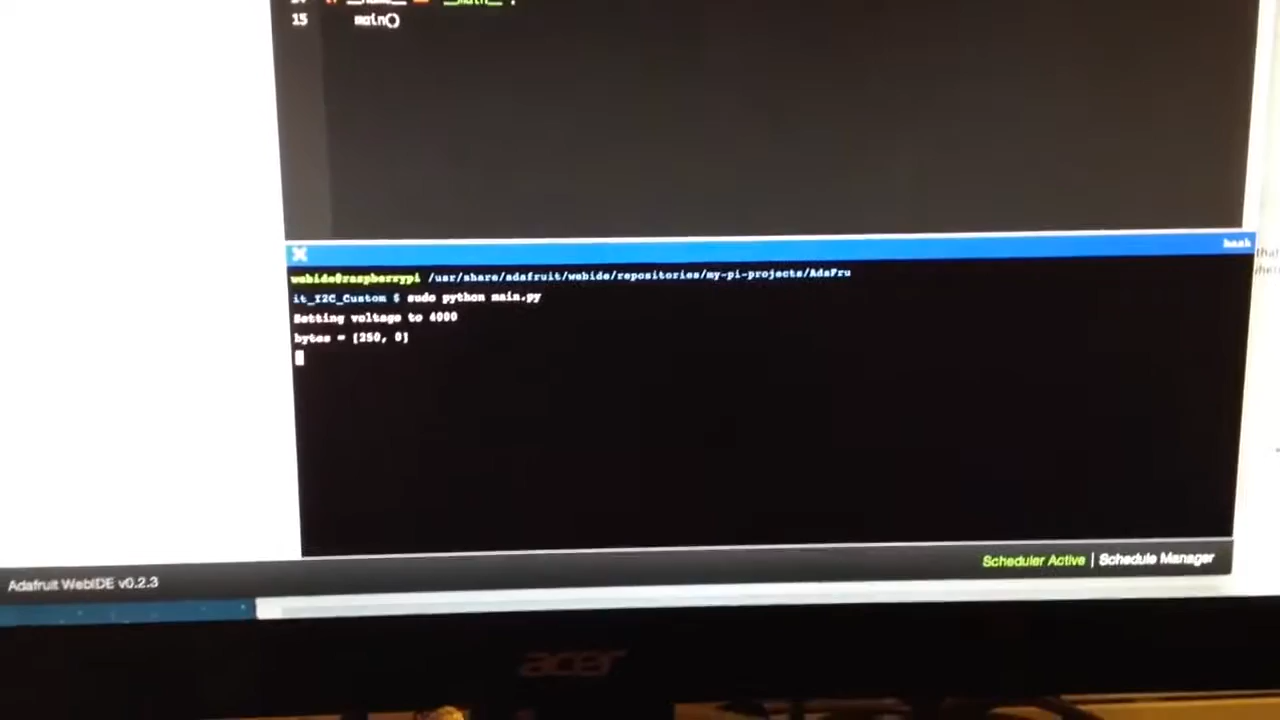 15 main()
bash
webide@raspberrypi /usr/share/adafruit/webide/repositories/my-pi-projects/AdaFru
it_I2C_Custom $ sudo python main.py
Setting voltage to 4000
bytes = [250, 0]
Scheduler Active | Schedule Manager
Adafruit WebIDE v0.2.3
acer